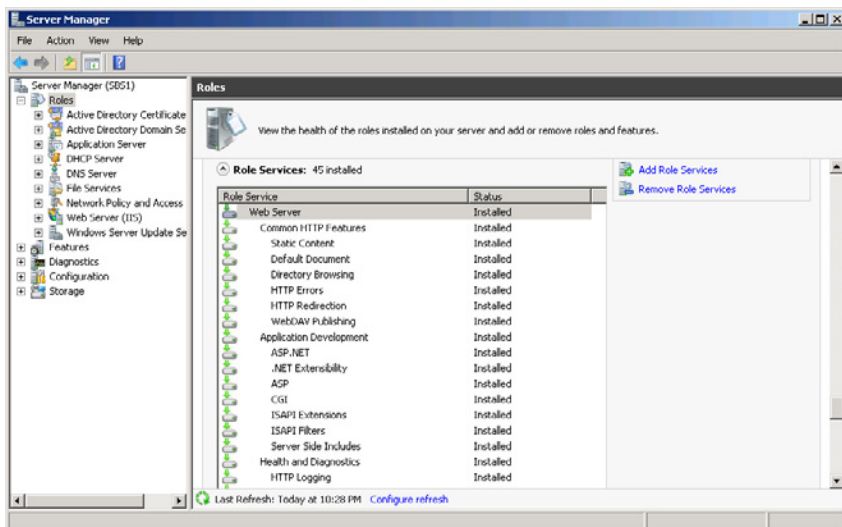 Server Manager
File Action View Help
Server Manager (SBS1)
Roles
Active Directory Certificate
Active Directory Domain Se
Application Server
DHCP Server
DNS Server
File Services
Network Policy and Access
Web Server (IIS)
Windows Server Update Se
Features
Diagnostics
Configuration
Storage
Roles
View the health of the roles installed on your server and add or remove roles and features.
Role Services: 45 installed
Role Service Status
Web Server Installed
Common HTTP Features Installed
Static Content Installed
Default Document Installed
Directory Browsing Installed
HTTP Errors Installed
HTTP Redirection Installed
WebDAV Publishing Installed
Application Development Installed
ASP.NET Installed
.NET Extensibility Installed
ASP Installed
CGI Installed
ISAPI Extensions Installed
ISAPI Filters Installed
Server Side Includes Installed
Health and Diagnostics Installed
HTTP Logging Installed
Add Role Services
Remove Role Services
Last Refresh: Today at 10:28 PM Configure refresh